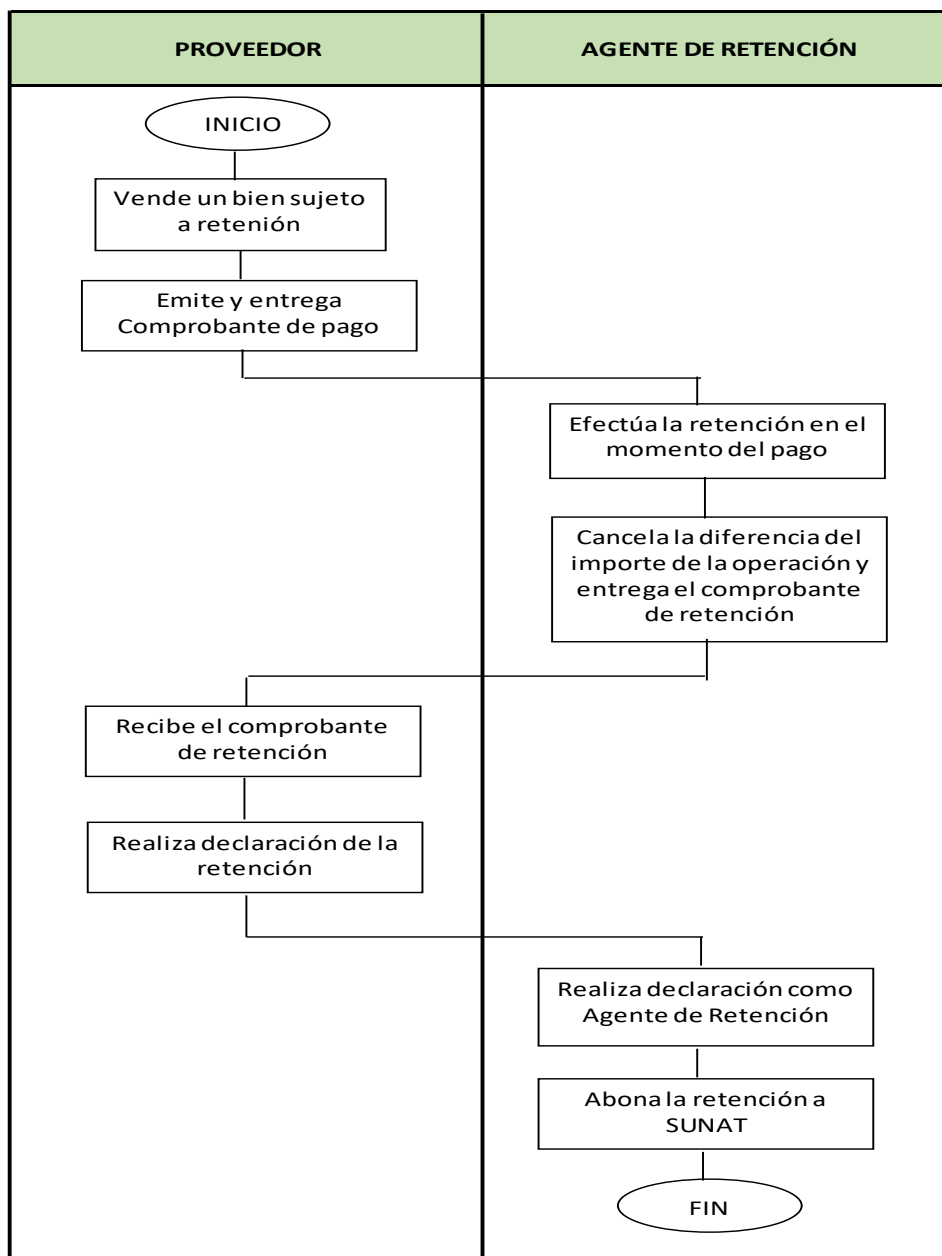 PROVEEDOR
AGENTE DE RETENCIÓN
INICIO
Vende un bien sujeto
a retenión
Emite y entrega
Comprobante de pago
Efectúa la retención en el
momento del pago
Cancela la diferencia del
importe de la operación y
entrega el comprobante
de retención
Recibe el comprobante
de retención
Realiza declaración de la
retención
Realiza declaración como
Agente de Retención
Abona la retención a
SUNAT
FIN